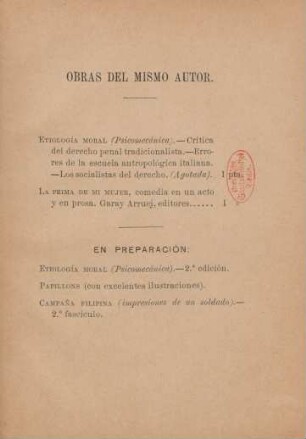 OBRAS DEL MISMO AUTOR.
ETIOLOGÍA MORAL (Psicomecánica).—Crítica
del derecho penal tradicionalista.—Erro-
res de la escuela antropológica italiana.
—Los socialistas del derecho. (Agotada). 1 pta.
LA PRIMA DE MI MUJER, comedia en un acto
y en prosa. Garay Arruej, editores...... 1
EN PREPARACIÓN:
ETIOLOGÍA MORAL (Psicomecánica).—2.ª edición.
PAPILLONS (con excelentes ilustraciones).
CAMPAÑA FILIPINA (impresiones de un soldado).—
2.º fascículo.